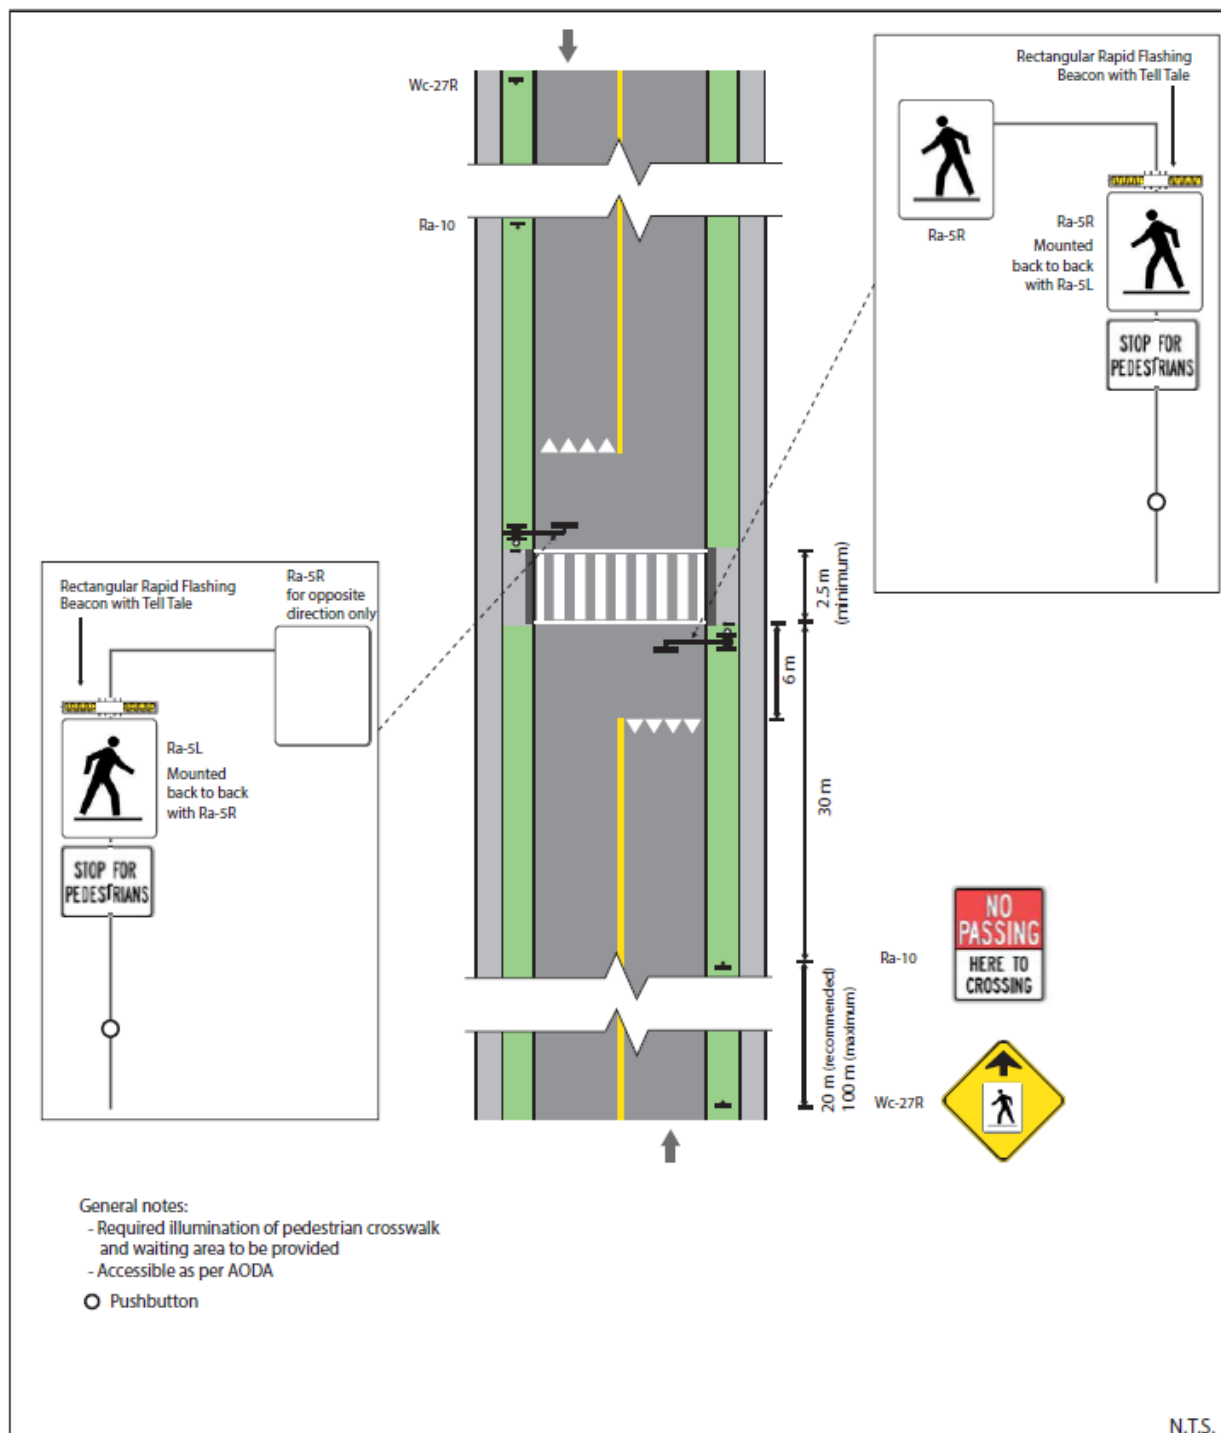 Wc-27R
Ra-10
Rectangular Rapid Flashing
Beacon with Tell Tale
Ra-5R
Ra-5R
Mounted
back to back
with Ra-5L
STOP FOR
PEDESTRIANS
Rectangular Rapid Flashing
Beacon with Tell Tale
Ra-5R
for opposite
direction only
Ra-5L
Mounted
back to back
with Ra-5R
STOP FOR
PEDESTRIANS
2.5 m
(minimum)
6 m
30 m
20 m (recommended)
100 m (maximum)
Ra-10
NO
PASSING
HERE TO
CROSSING
Wc-27R
General notes:
- Required illumination of pedestrian crosswalk
and waiting area to be provided
- Accessible as per AODA
Pushbutton
N.T.S.